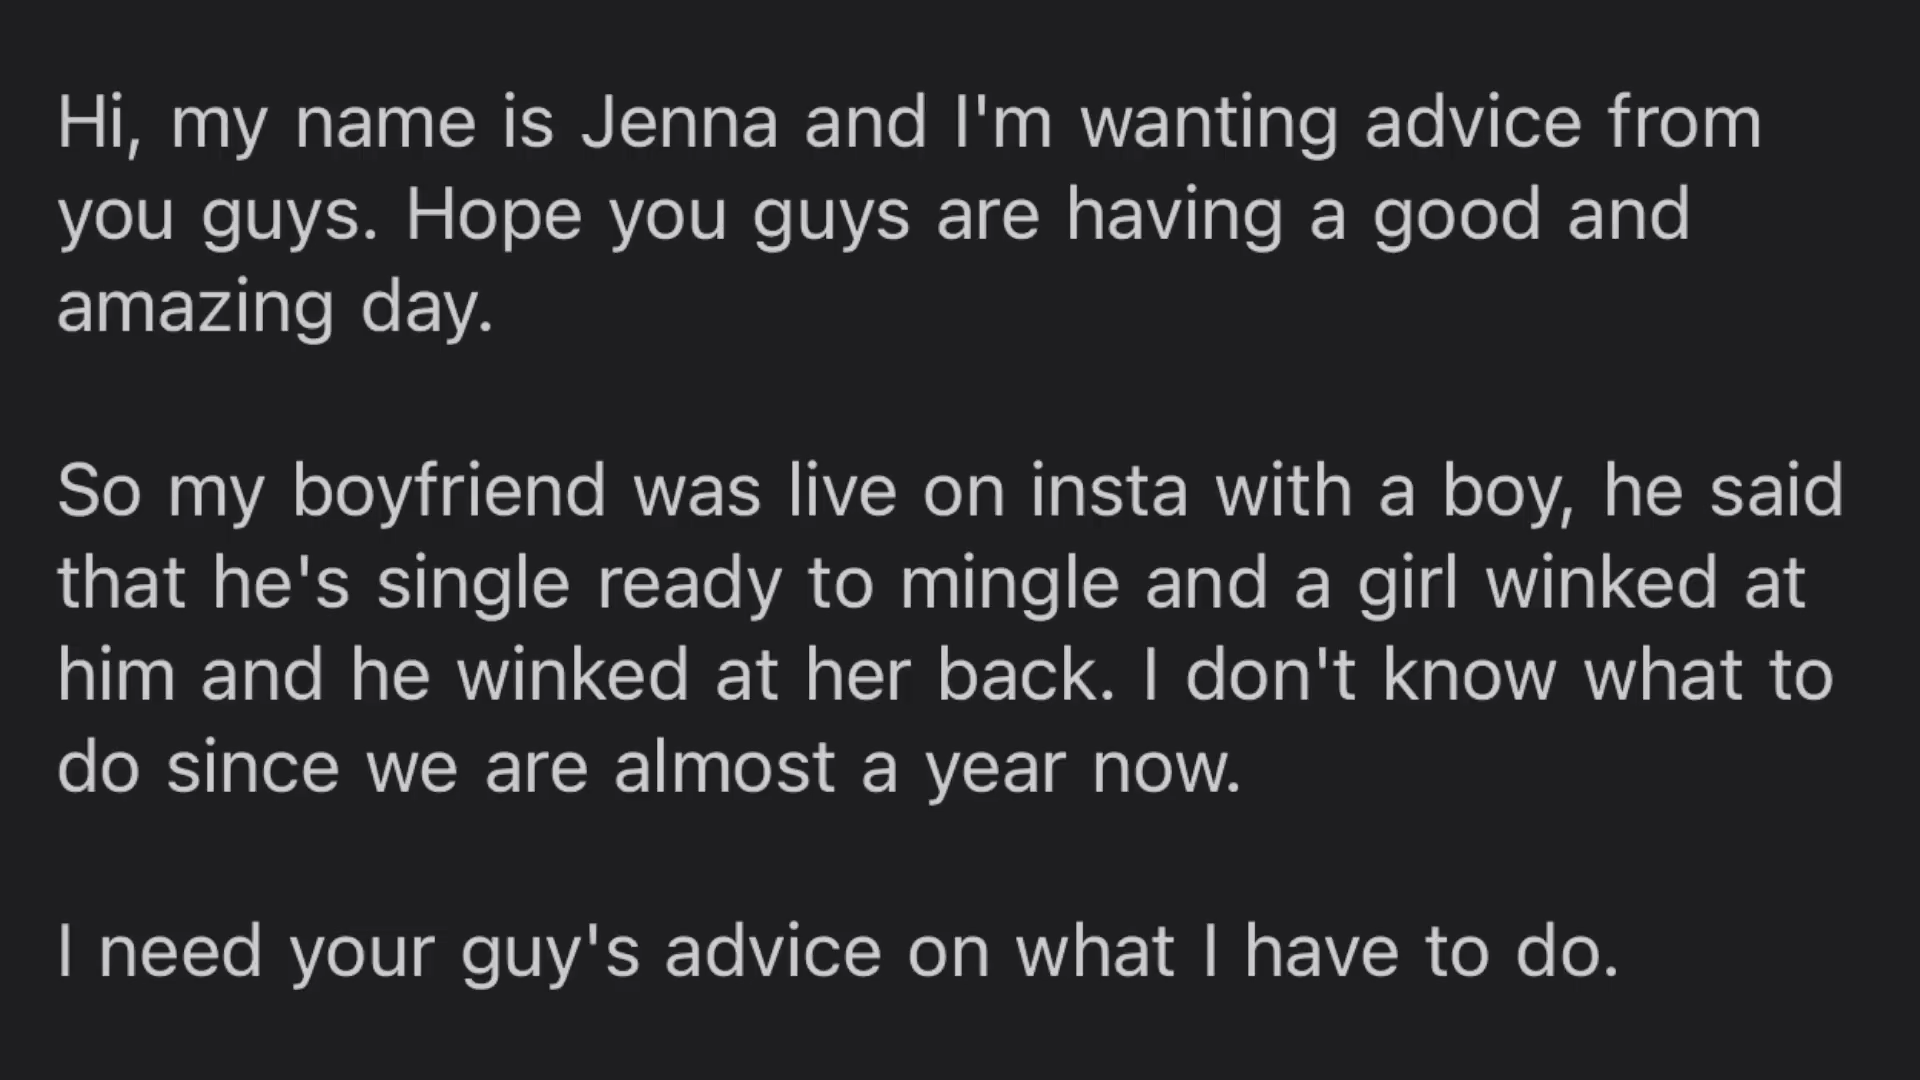 Hi, my name is Jenna and I'm wanting advice from
you guys. Hope you guys are having a good and
amazing day.
So my boyfriend was live on insta with a boy, he said
that he's single ready to mingle and a girl winked at
him and he winked at her back. I don't know what to
do since we are almost a year now.
I need your guy's advice on what I have to do.